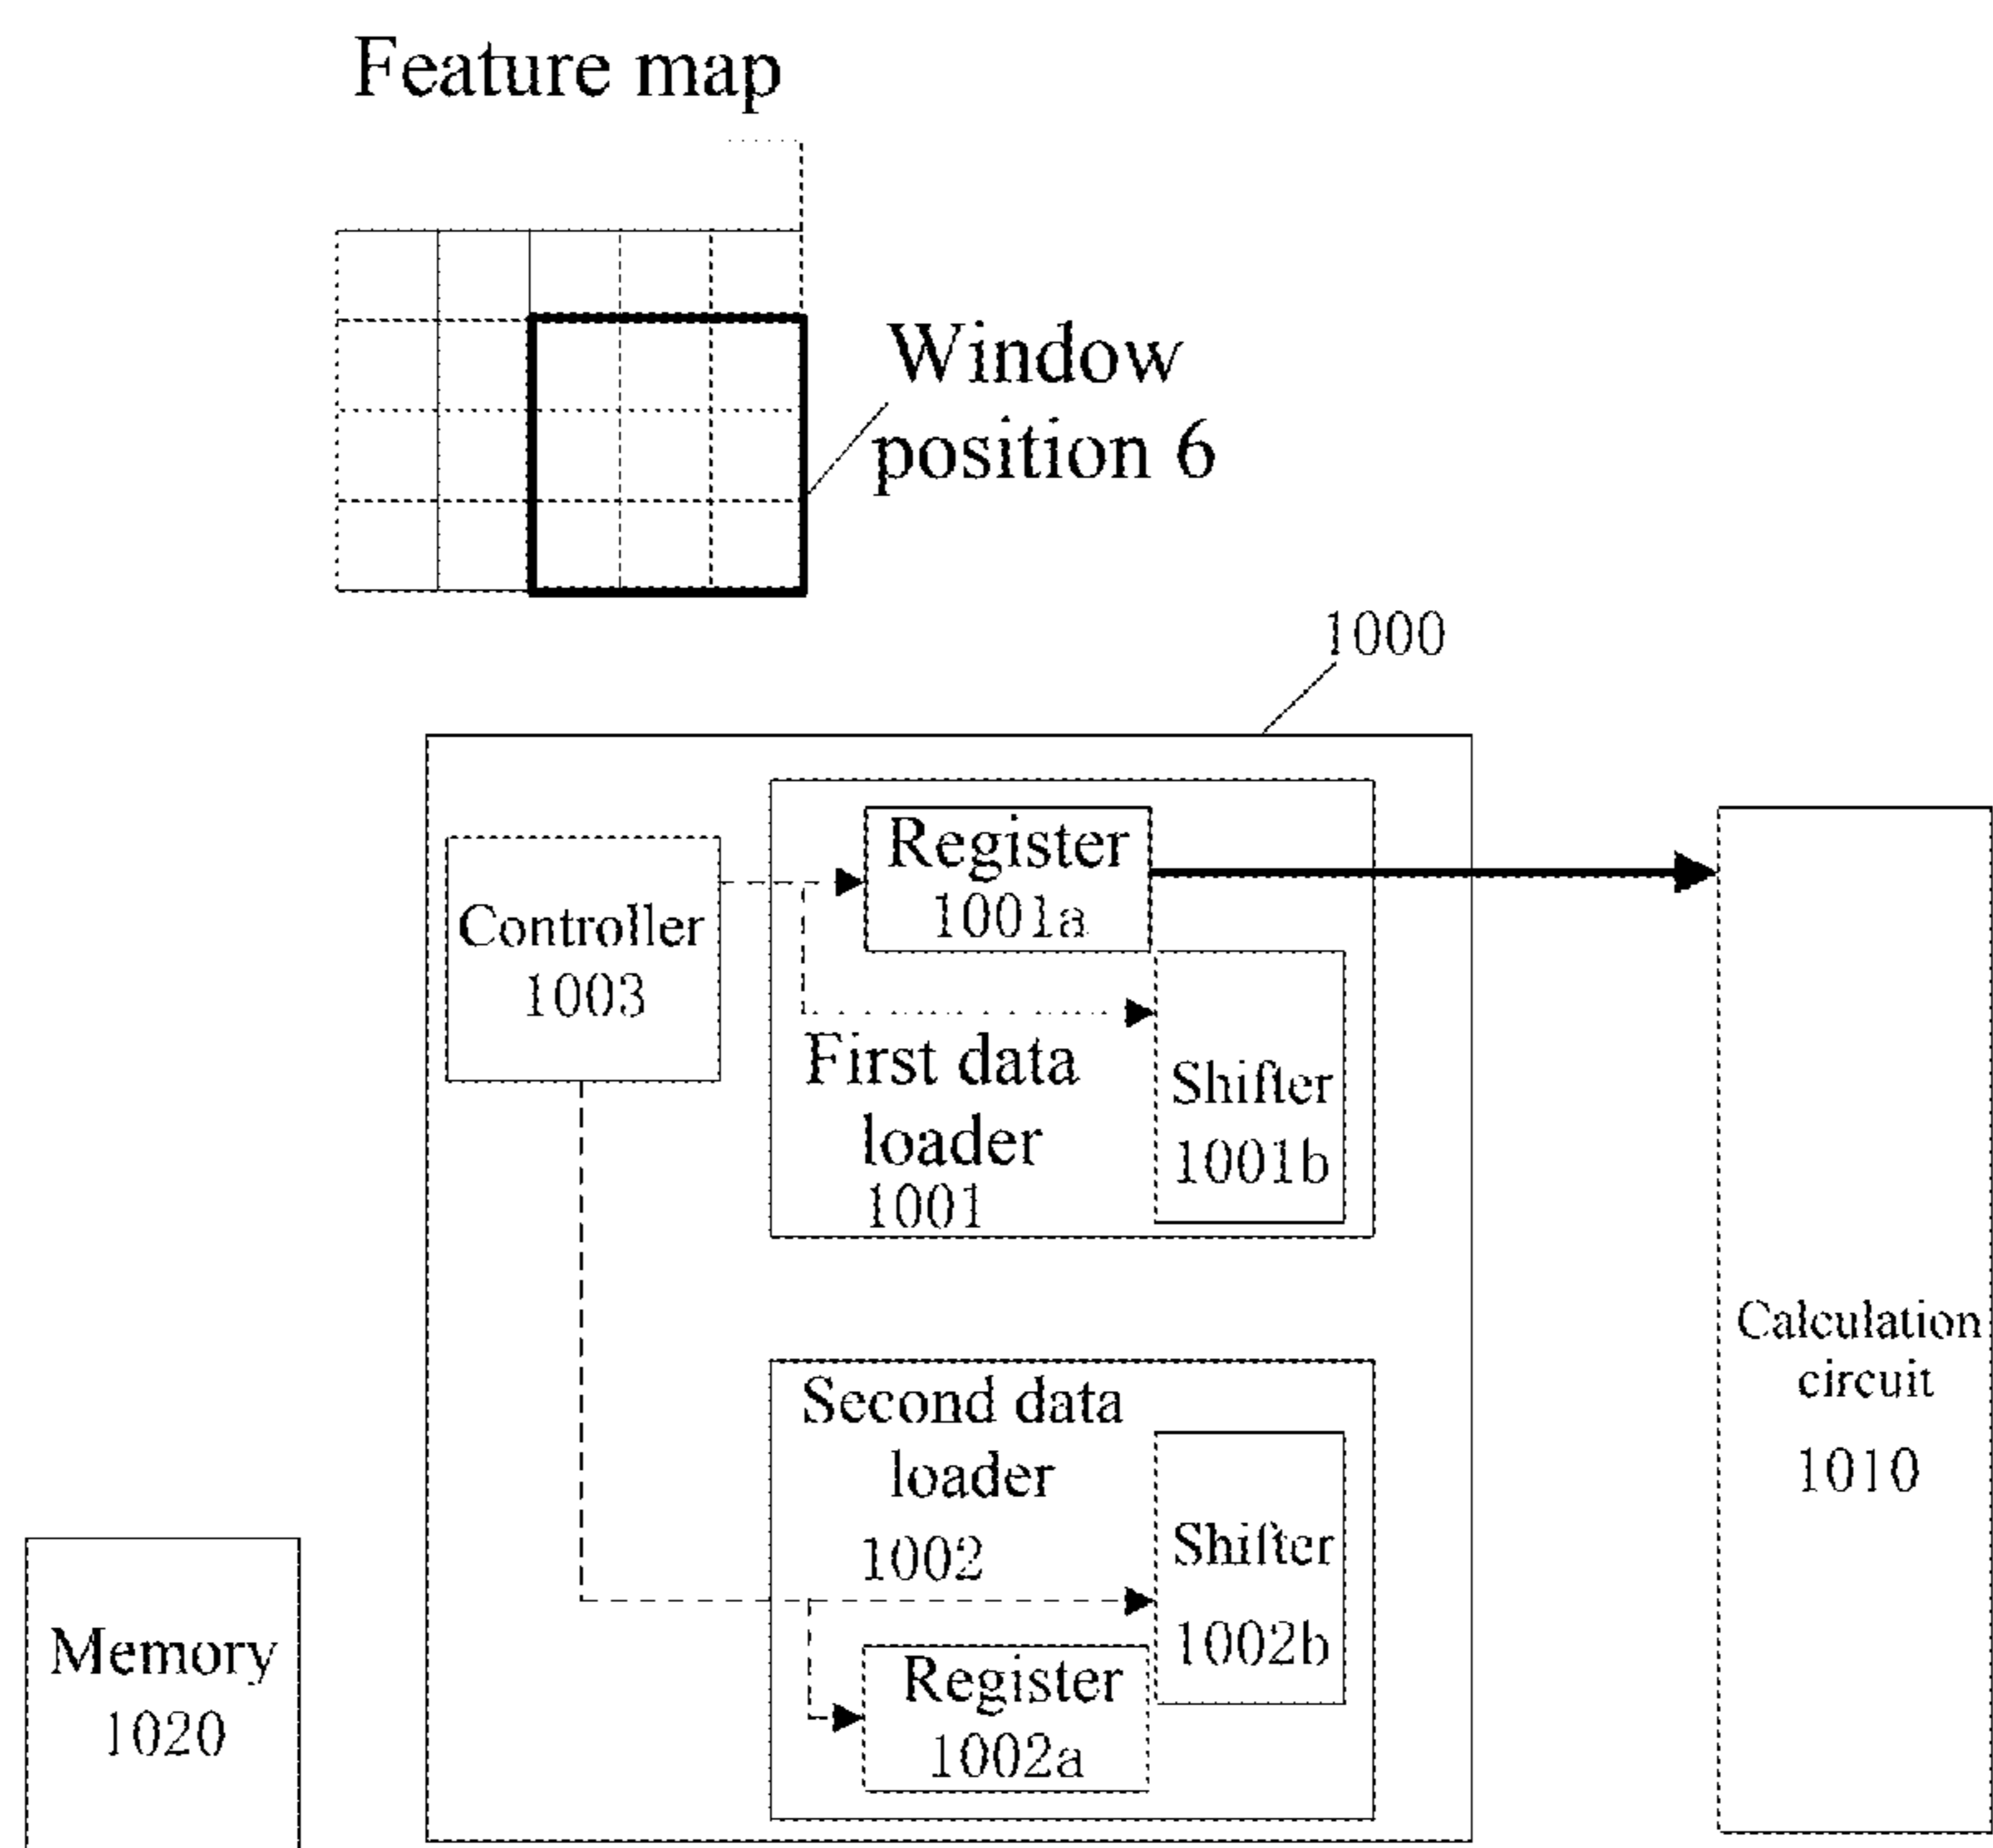 Feature map
Window
position 6
1000
Register
1001a
Controller
1003
First data
loader
1001
Shifter
1001b
Second data
loader
1002
Shifter
1002b
Register
1002a
Calculation
circuit
1010
Memory
1020